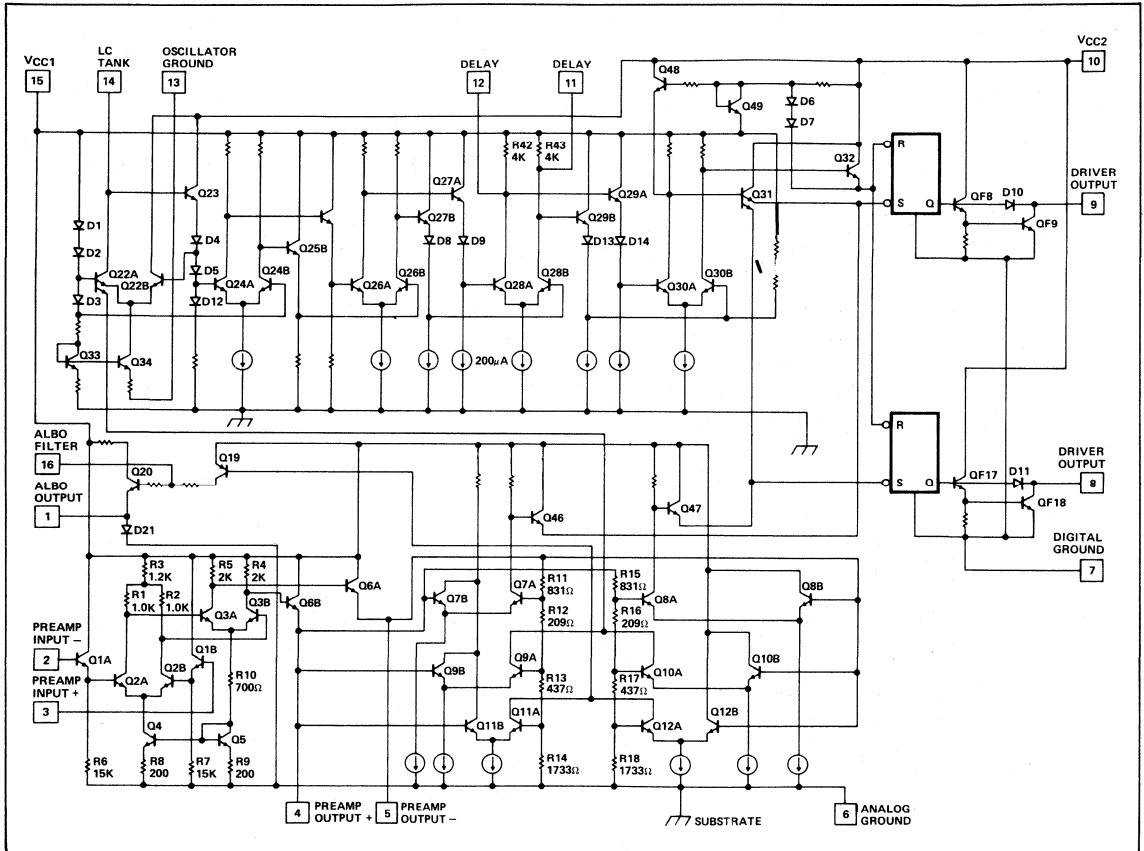 VCC1
15
LC
TANK
14
OSCILLATOR
GROUND
13
DELAY
12
DELAY
11
VCC2
10
Q48
Q49
D6
D7
R42
4K
R43
4K
Q32
R
S
Q
QF8
D10
QF9
DRIVER
OUTPUT
9
Q23
Q27A
Q29A
Q31
D1
D2
D3
D4
D5
D12
Q22A
Q22B
Q24A
Q24B
Q25B
Q27B
D8
D9
Q29B
D13
D14
Q26A
Q26B
Q28A
Q28B
Q30A
Q30B
Q33
Q34
200µA
ALBO
FILTER
16
ALBO
OUTPUT
1
Q20
Q19
D21
Q46
Q47
R
S
Q
QF17
D11
QF18
DRIVER
OUTPUT
8
DIGITAL
GROUND
7
R3
1.2K
R5
2K
R4
2K
R1
1.0K
R2
1.0K
Q3A
Q3B
Q6A
Q6B
Q7B
Q7A
R11
831Ω
R12
209Ω
R15
831Ω
R16
209Ω
Q8A
Q8B
PREAMP
INPUT -
2
PREAMP
INPUT +
3
Q1A
Q2A
Q2B
Q1B
R10
700Ω
Q9B
Q9A
R13
437Ω
Q10A
R17
437Ω
Q10B
Q4
Q5
Q11B
Q11A
Q12A
Q12B
R6
15K
R8
200
R7
15K
R9
200
R14
1733Ω
R18
1733Ω
4
PREAMP
OUTPUT +
5
PREAMP
OUTPUT -
SUBSTRATE
6
ANALOG
GROUND